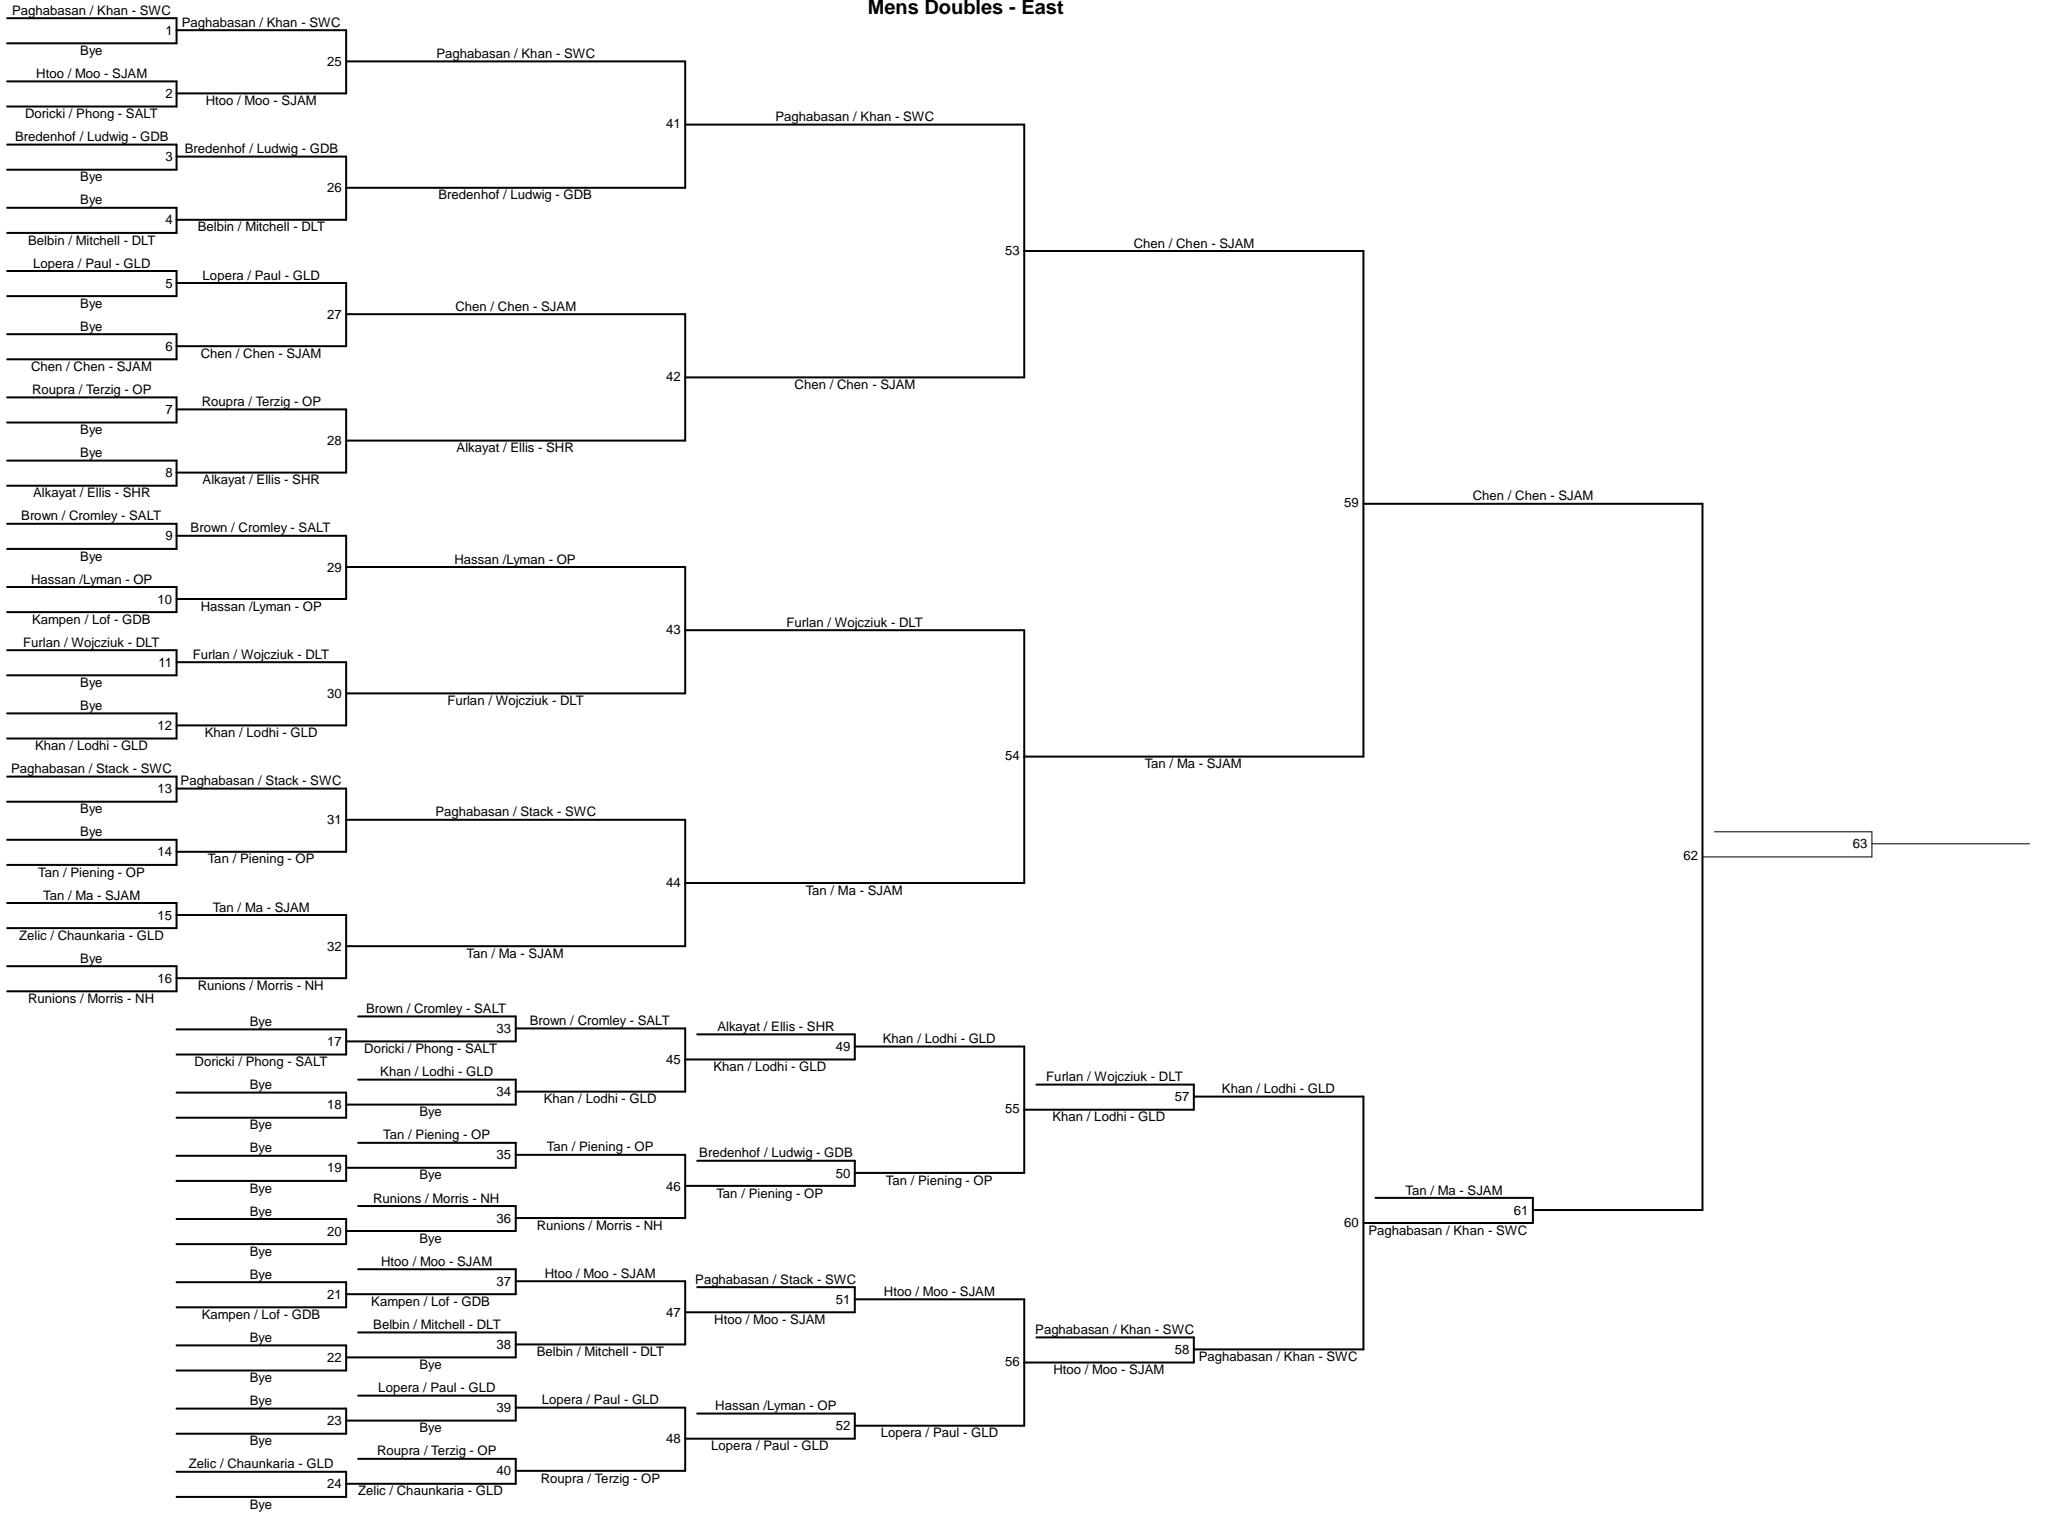 Mens Doubles - East
Paghabasan / Khan - SWC
1
Bye
Htoo / Moo - SJAM
2
Doricki / Phong - SALT
Bredenhof / Ludwig - GDB
3
Bye
Bye
4
Belbin / Mitchell - DLT
Lopera / Paul - GLD
5
Bye
Bye
6
Chen / Chen - SJAM
Roupra / Terzig - OP
7
Bye
Bye
8
Alkayat / Ellis - SHR
Brown / Cromley - SALT
9
Bye
Hassan /Lyman - OP
10
Kampen / Lof - GDB
Furlan / Wojcziuk - DLT
11
Bye
Bye
12
Khan / Lodhi - GLD
Paghabasan / Stack - SWC
13
Bye
Bye
14
Tan / Piening - OP
Tan / Ma - SJAM
15
Zelic / Chaunkaria - GLD
Bye
16
Runions / Morris - NH
Paghabasan / Khan - SWC
25
Htoo / Moo - SJAM
Bredenhof / Ludwig - GDB
26
Belbin / Mitchell - DLT
Lopera / Paul - GLD
27
Chen / Chen - SJAM
Roupra / Terzig - OP
28
Alkayat / Ellis - SHR
Brown / Cromley - SALT
29
Hassan /Lyman - OP
Furlan / Wojcziuk - DLT
30
Khan / Lodhi - GLD
Paghabasan / Stack - SWC
31
Tan / Piening - OP
Tan / Ma - SJAM
32
Runions / Morris - NH
Paghabasan / Khan - SWC
41
Bredenhof / Ludwig - GDB
Chen / Chen - SJAM
42
Alkayat / Ellis - SHR
Hassan /Lyman - OP
43
Furlan / Wojcziuk - DLT
Paghabasan / Stack - SWC
44
Tan / Ma - SJAM
Paghabasan / Khan - SWC
53
Chen / Chen - SJAM
Furlan / Wojcziuk - DLT
54
Tan / Ma - SJAM
Chen / Chen - SJAM
59
Tan / Ma - SJAM
Chen / Chen - SJAM
62
63
Bye
17
Doricki / Phong - SALT
Bye
18
Bye
Bye
19
Bye
Bye
20
Bye
Bye
21
Kampen / Lof - GDB
Bye
22
Bye
Bye
23
Bye
Zelic / Chaunkaria - GLD
24
Bye
Brown / Cromley - SALT
33
Doricki / Phong - SALT
Khan / Lodhi - GLD
34
Bye
Tan / Piening - OP
35
Bye
Runions / Morris - NH
36
Bye
Htoo / Moo - SJAM
37
Kampen / Lof - GDB
Belbin / Mitchell - DLT
38
Bye
Lopera / Paul - GLD
39
Bye
Roupra / Terzig - OP
40
Zelic / Chaunkaria - GLD
Brown / Cromley - SALT
45
Khan / Lodhi - GLD
Tan / Piening - OP
46
Runions / Morris - NH
Htoo / Moo - SJAM
47
Belbin / Mitchell - DLT
Lopera / Paul - GLD
48
Roupra / Terzig - OP
Alkayat / Ellis - SHR
49
Khan / Lodhi - GLD
Bredenhof / Ludwig - GDB
50
Tan / Piening - OP
Paghabasan / Stack - SWC
51
Htoo / Moo - SJAM
Hassan /Lyman - OP
52
Lopera / Paul - GLD
Khan / Lodhi - GLD
55
Tan / Piening - OP
Htoo / Moo - SJAM
56
Lopera / Paul - GLD
Furlan / Wojcziuk - DLT
57
Khan / Lodhi - GLD
Paghabasan / Khan - SWC
58
Htoo / Moo - SJAM
Khan / Lodhi - GLD
60
Paghabasan / Khan - SWC
Tan / Ma - SJAM
61
Paghabasan / Khan - SWC